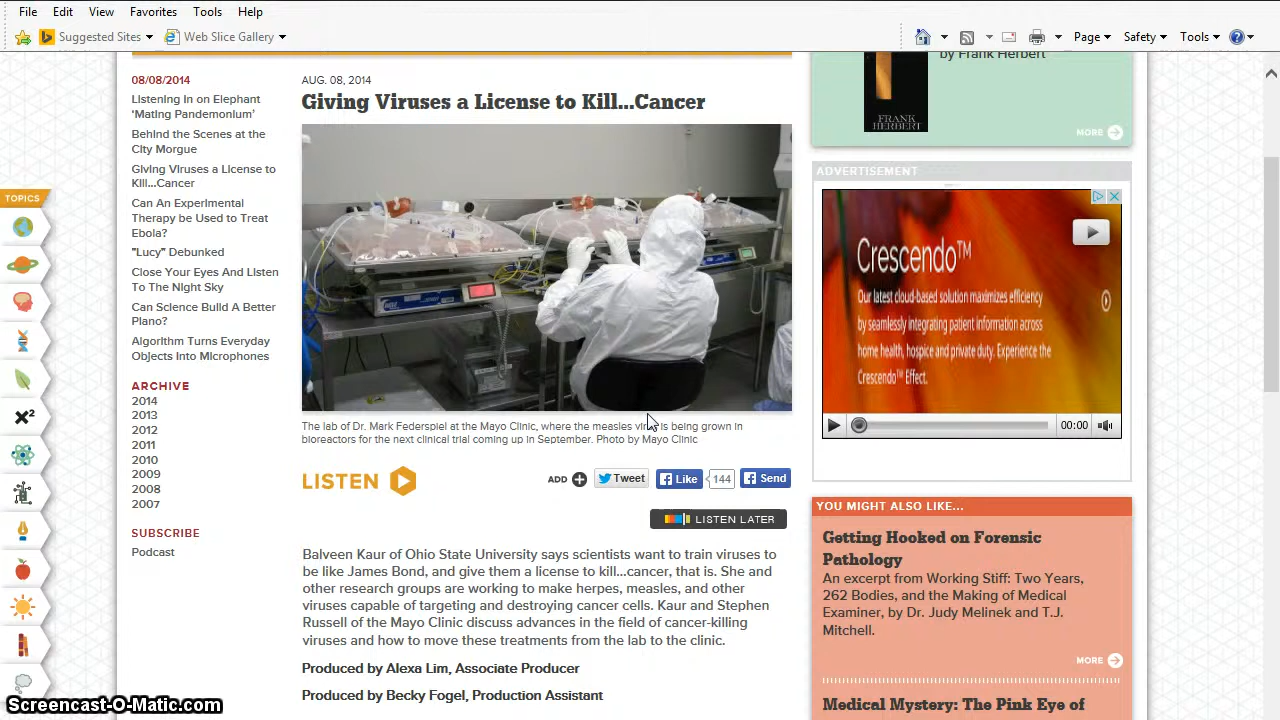 File Edit View Favorites Tools Help
Suggested Sites Web Slice Gallery
Page Safety Tools
TOPICS
08/08/2014
Listening in on Elephant
‘Mating Pandemonium’
Behind the Scenes at the
City Morgue
Giving Viruses a License to
Kill...Cancer
Can An Experimental
Therapy be Used to Treat
Ebola?
"Lucy" Debunked
Close Your Eyes And Listen
To The Night Sky
Can Science Build A Better
Piano?
Algorithm Turns Everyday
Objects Into Microphones
ARCHIVE
2014
2013
2012
2011
2010
2009
2008
2007
SUBSCRIBE
Podcast
AUG. 08, 2014
Giving Viruses a License to Kill...Cancer
The lab of Dr. Mark Federspiel at the Mayo Clinic, where the measles virus is being grown in
bioreactors for the next clinical trial coming up in September. Photo by Mayo Clinic
LISTEN
ADD Tweet Like 144 Send
LISTEN LATER
Balveen Kaur of Ohio State University says scientists want to train viruses to
be like James Bond, and give them a license to kill...cancer, that is. She and
other research groups are working to make herpes, measles, and other
viruses capable of targeting and destroying cancer cells. Kaur and Stephen
Russell of the Mayo Clinic discuss advances in the field of cancer-killing
viruses and how to move these treatments from the lab to the clinic.
Produced by Alexa Lim, Associate Producer
Produced by Becky Fogel, Production Assistant
by Frank Herbert
FRANK
HERBERT
MORE
ADVERTISEMENT
Crescendo™
Our latest cloud-based solution maximizes efficiency
by seamlessly integrating patient information across
home health, hospice and private duty. Experience the
Crescendo™ Effect.
00:00
YOU MIGHT ALSO LIKE...
Getting Hooked on Forensic
Pathology
An excerpt from Working Stiff: Two Years,
262 Bodies, and the Making of Medical
Examiner, by Dr. Judy Melinek and T.J.
Mitchell.
MORE
Medical Mystery: The Pink Eye of
X²
Screencast-O-Matic.com